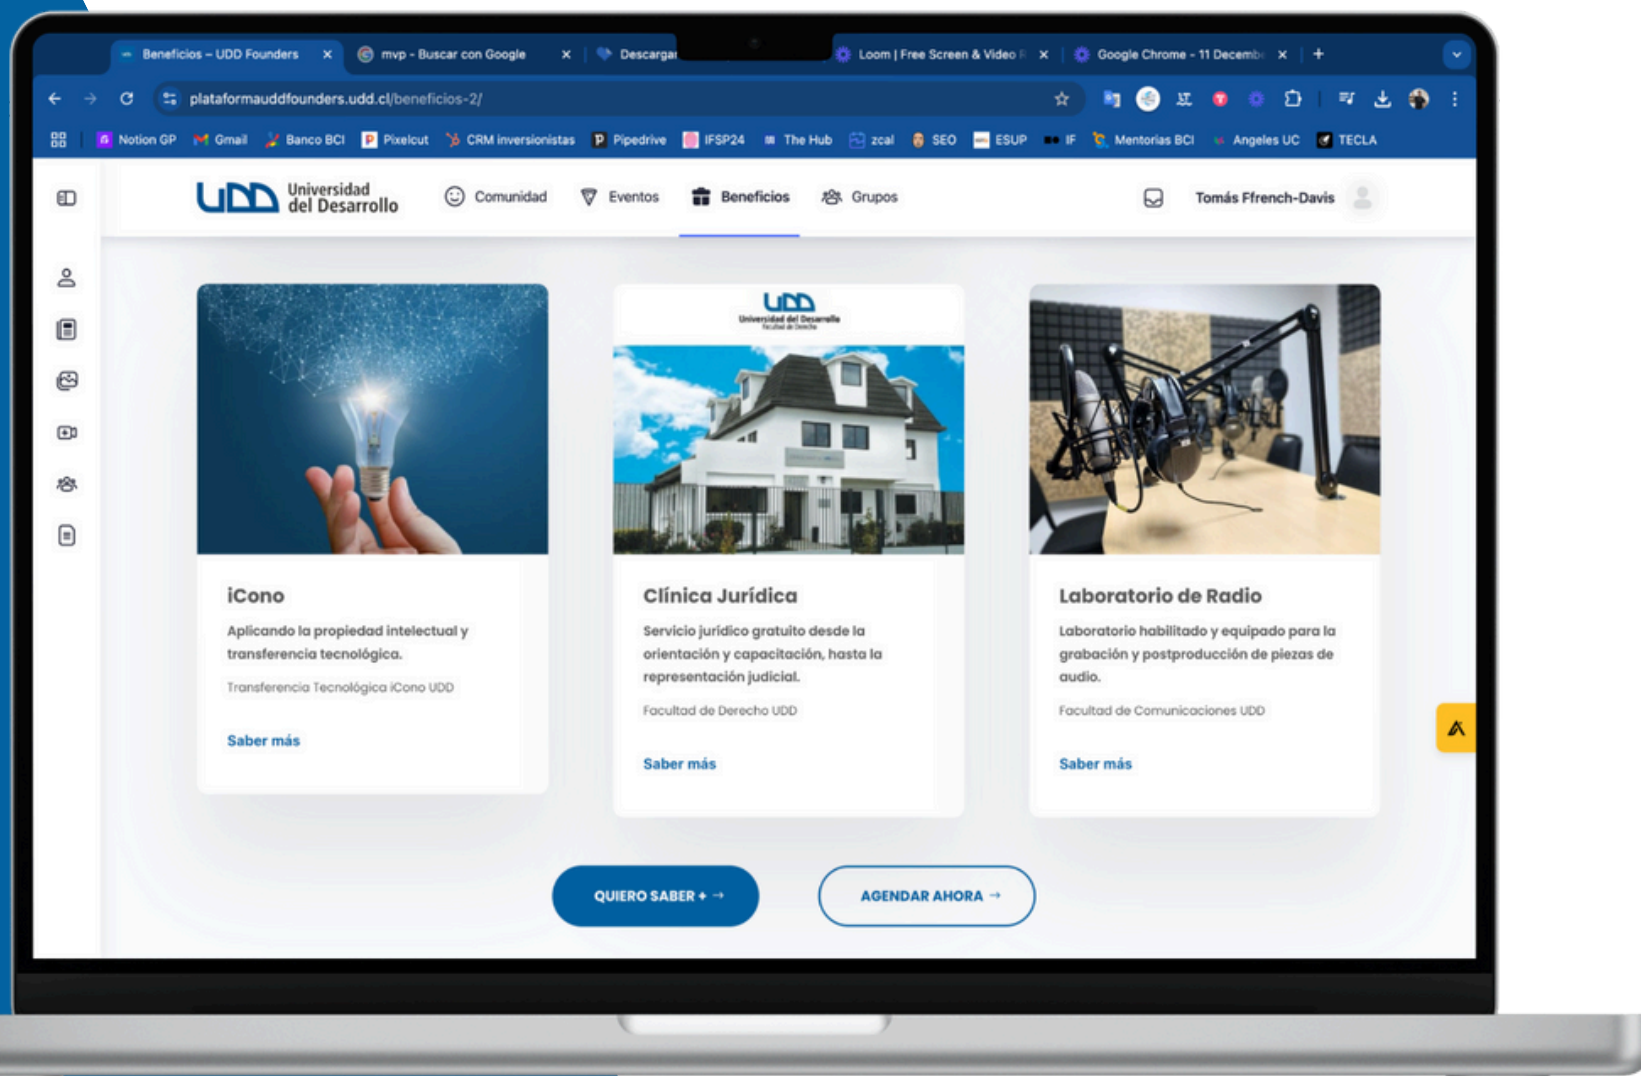 Beneficios – UDD Founders
mvp - Buscar con Google
Descargar
Loom | Free Screen & Video R
Google Chrome - 11 Decembe
plataformauddfounders.udd.cl/beneficios-2/
Notion GP
Gmail
Banco BCI
Pixelcut
CRM inversionistas
Pipedrive
IFSP24
The Hub
zcal
SEO
ESUP
IF
Mentorias BCI
Angeles UC
TECLA
UDD Universidad
del Desarrollo
Comunidad
Eventos
Beneficios
Grupos
Tomás Ffrench-Davis
iCono
Aplicando la propiedad intelectual y
transferencia tecnológica.
Transferencia Tecnológica iCono UDD
Saber más
UDD
Universidad del Desarrollo
Facultad de Derecho
Clínica Jurídica
Servicio jurídico gratuito desde la
orientación y capacitación, hasta la
representación judicial.
Facultad de Derecho UDD
Saber más
Laboratorio de Radio
Laboratorio habilitado y equipado para la
grabación y postproducción de piezas de
audio.
Facultad de Comunicaciones UDD
Saber más
QUIERO SABER + →
AGENDAR AHORA →